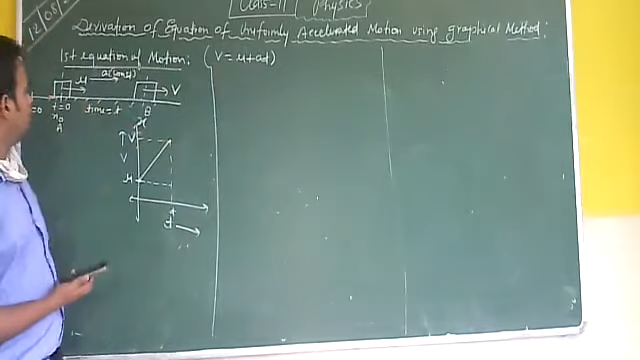 Class-11 Physics
12/08/
Derivation of Equation of Uniformly Accelerated Motion using graphical Method:
1st equation of Motion: (V = u+at)
a(const)
u
V
=0
t=0
time=t
x0
A
B
x
V
V
u
t